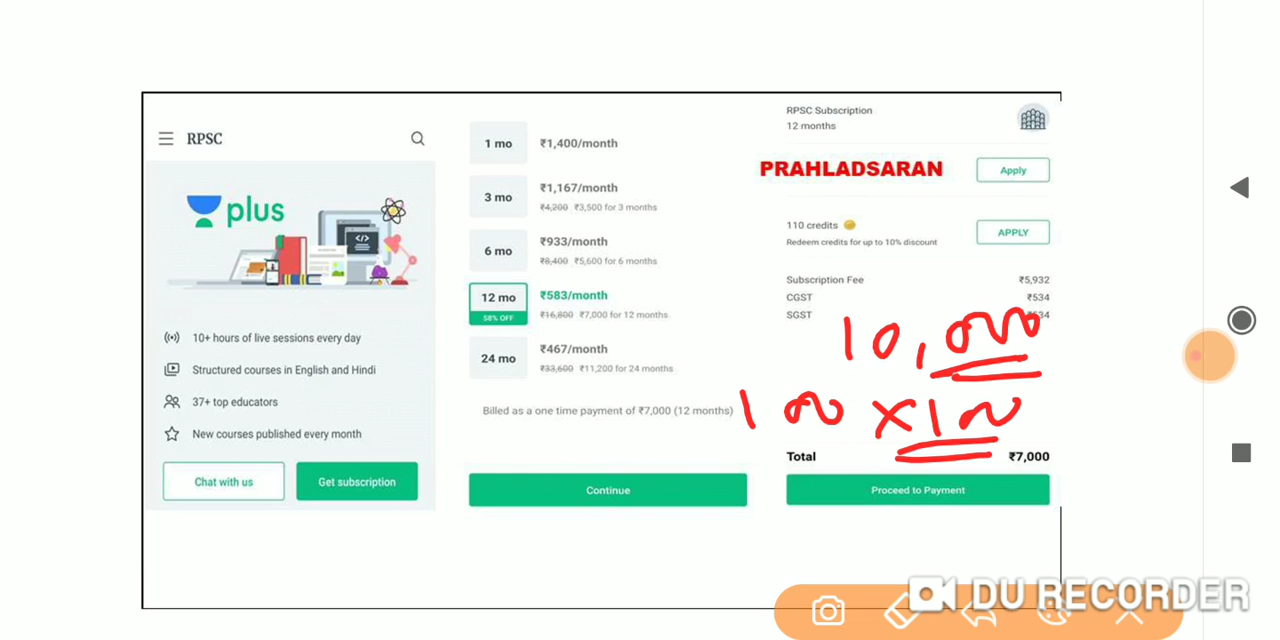 RPSC
plus
10+ hours of live sessions every day
Structured courses in English and Hindi
37+ top educators
New courses published every month
Chat with us
Get subscription
1 mo ₹1,400/month
3 mo ₹1,167/month
₹4,200 ₹3,500 for 3 months
6 mo ₹933/month
₹8,400 ₹5,600 for 6 months
12 mo ₹583/month
58% OFF ₹16,800 ₹7,000 for 12 months
24 mo ₹467/month
₹33,600 ₹11,200 for 24 months
Billed as a one time payment of ₹7,000 (12 months)
Continue
RPSC Subscription
12 months
PRAHLADSARAN Apply
110 credits APPLY
Redeem credits for up to 10% discount
Subscription Fee ₹5,932
CGST ₹534
SGST ₹534
10,000
100 X100
Total ₹7,000
Proceed to Payment
DU RECORDER